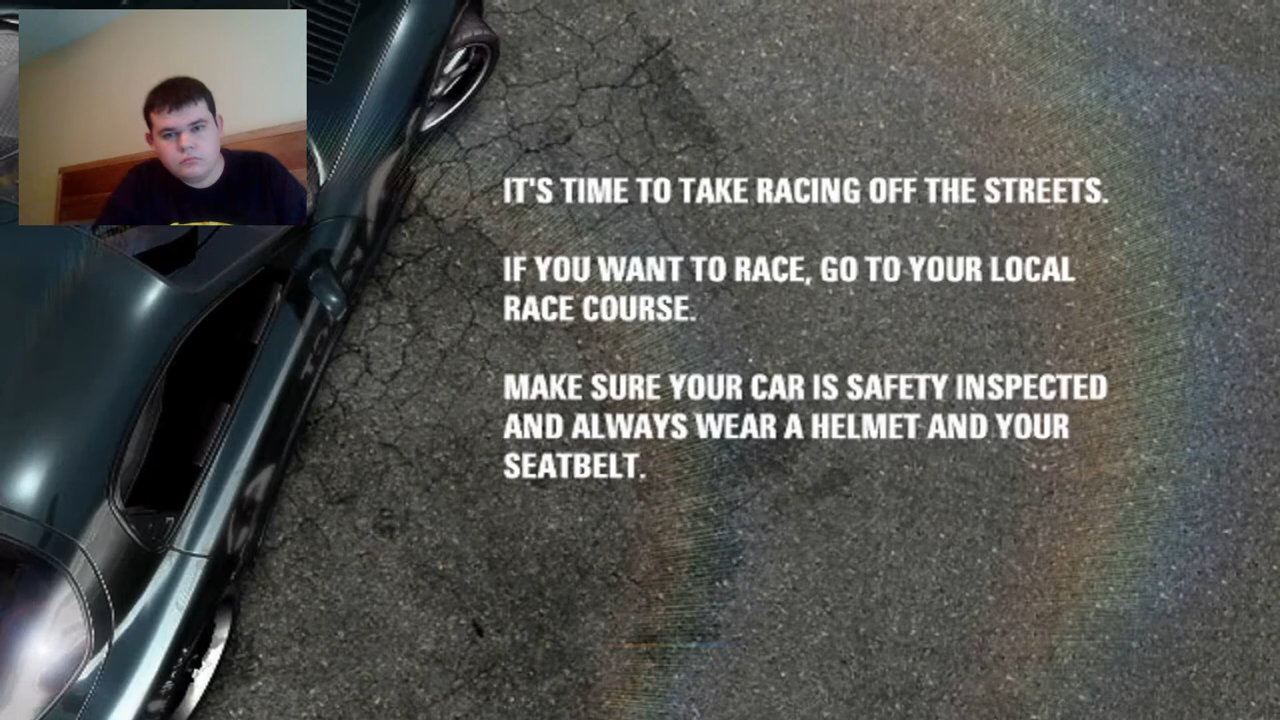 IT'S TIME TO TAKE RACING OFF THE STREETS.
IF YOU WANT TO RACE, GO TO YOUR LOCAL
RACE COURSE.
MAKE SURE YOUR CAR IS SAFETY INSPECTED
AND ALWAYS WEAR A HELMET AND YOUR
SEATBELT.